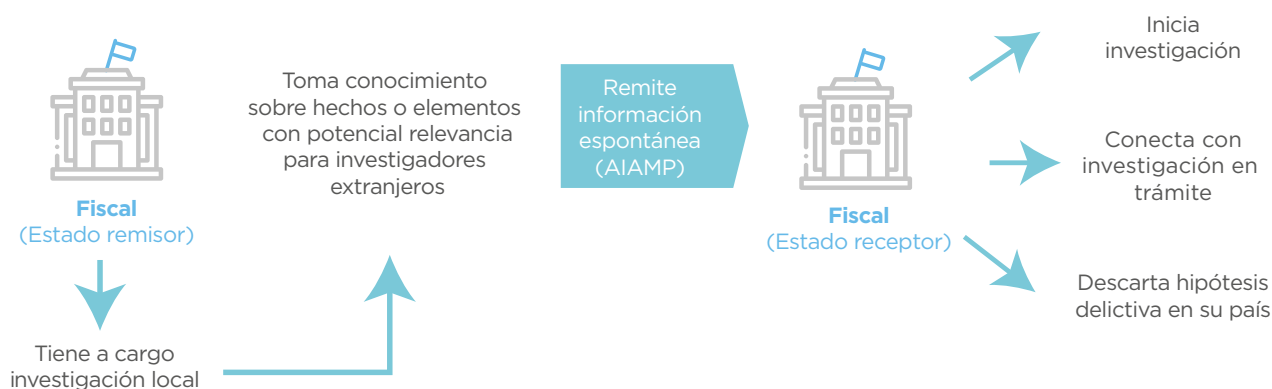 Fiscal
(Estado remisor)
Tiene a cargo
investigación local
Toma conocimiento
sobre hechos o elementos
con potencial relevancia
para investigadores
extranjeros
Remite
información
espontánea
(AIAMP)
Fiscal
(Estado receptor)
Inicia
investigación
Conecta con
investigación en
trámite
Descarta hipótesis
delictiva en su país